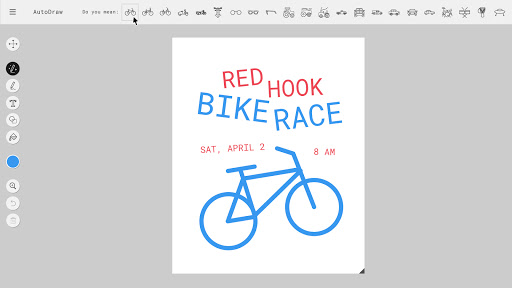 AutoDraw
Do you mean:
RED HOOK
BIKE RACE
SAT, APRIL 2
8 AM